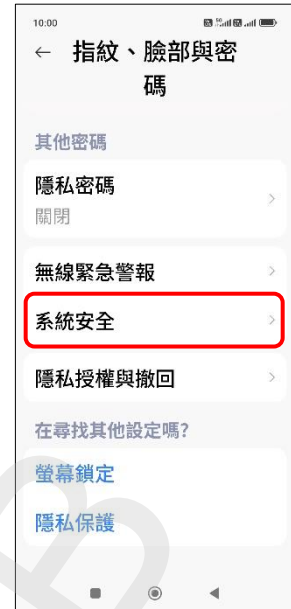 10:00
← 指紋、臉部與密
碼
其他密碼
隱私密碼
關閉
無線緊急警報
系統安全
隱私授權與撤回
在尋找其他設定嗎?
螢幕鎖定
隱私保護